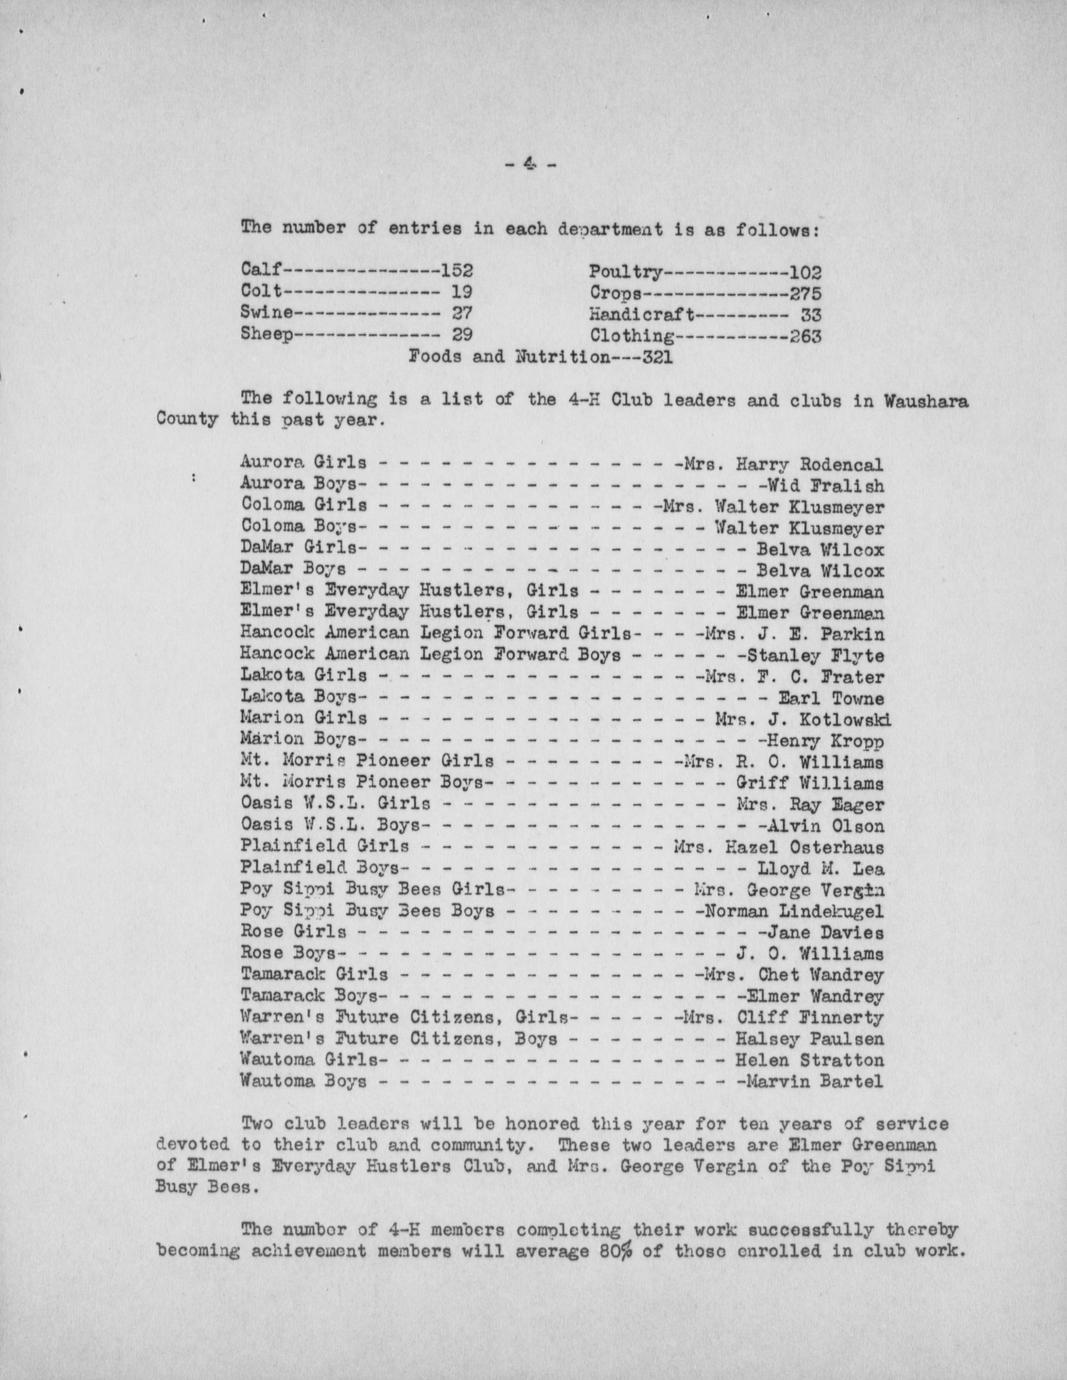 - 4 -
The number of entries in each department is as follows:
Calf---------------152 Poultry------------102
Colt--------------- 19 Crops--------------275
Swine-------------- 27 Handicraft--------- 33
Sheep-------------- 29 Clothing-----------263
Foods and Nutrition---321
The following is a list of the 4-H Club leaders and clubs in Waushara
County this past year.
Aurora Girls - - - - - - - - - - - - - - -Mrs. Harry Rodencal
Aurora Boys- - - - - - - - - - - - - - - - - - - -Wid Fralish
Coloma Girls - - - - - - - - - - - - - -Mrs. Walter Klusmeyer
Coloma Boys- - - - - - - - - - - - - - - - - Walter Klusmeyer
DaMar Girls- - - - - - - - - - - - - - - - - - - Belva Wilcox
DaMar Boys - - - - - - - - - - - - - - - - - - - Belva Wilcox
Elmer's Everyday Hustlers, Girls - - - - - - - Elmer Greenman
Elmer's Everyday Hustlers, Girls - - - - - - - Elmer Greenman
Hancock American Legion Forward Girls- - - -Mrs. J. E. Parkin
Hancock American Legion Forward Boys - - - - - -Stanley Flyte
Lakota Girls - - - - - - - - - - - - - - - -Mrs. F. C. Frater
Lakota Boys- - - - - - - - - - - - - - - - - - - - Earl Towne
Marion Girls - - - - - - - - - - - - - - - - Mrs. J. Kotlowski
Marion Boys- - - - - - - - - - - - - - - - - - - -Henry Kropp
Mt. Morris Pioneer Girls - - - - - - - - -Mrs. R. O. Williams
Mt. Morris Pioneer Boys- - - - - - - - - - - - Griff Williams
Oasis W.S.L. Girls - - - - - - - - - - - - - - Mrs. Ray Eager
Oasis W.S.L. Boys- - - - - - - - - - - - - - - - -Alvin Olson
Plainfield Girls - - - - - - - - - - - - Mrs. Hazel Osterhaus
Plainfield Boys- - - - - - - - - - - - - - - - - Lloyd M. Lea
Poy Sippi Busy Bees Girls- - - - - - - - - Mrs. George Vergin
Poy Sippi Busy Bees Boys - - - - - - - - - -Norman Lindekugel
Rose Girls - - - - - - - - - - - - - - - - - - - -Jane Davies
Rose Boys- - - - - - - - - - - - - - - - - - - J. O. Williams
Tamarack Girls - - - - - - - - - - - - - - -Mrs. Chet Wandrey
Tamarack Boys- - - - - - - - - - - - - - - - - -Elmer Wandrey
Warren's Future Citizens, Girls- - - - - -Mrs. Cliff Finnerty
Warren's Future Citizens, Boys - - - - - - - - Halsey Paulsen
Wautoma Girls- - - - - - - - - - - - - - - - - Helen Stratton
Wautoma Boys - - - - - - - - - - - - - - - - - -Marvin Bartel
Two club leaders will be honored this year for ten years of service
devoted to their club and community. These two leaders are Elmer Greenman
of Elmer's Everyday Hustlers Club, and Mrs. George Vergin of the Poy Sippi
Busy Bees.
The number of 4-H members completing their work successfully thereby
becoming achievement members will average 80% of those enrolled in club work.